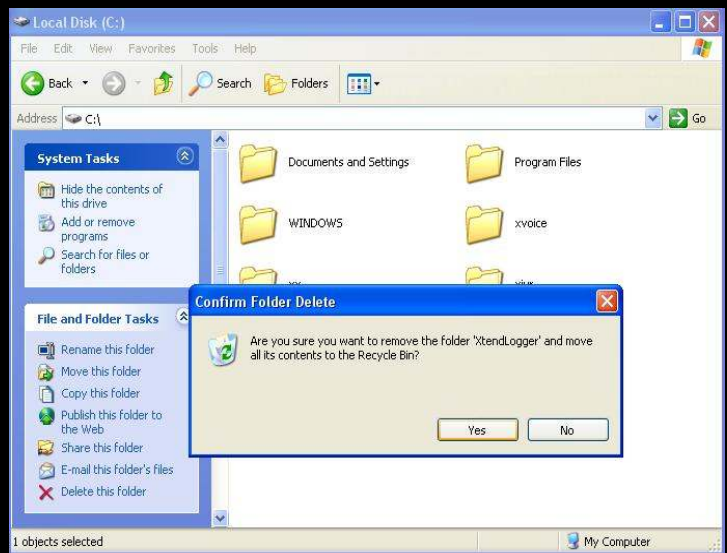 Local Disk (C:)
File Edit View Favorites Tools Help
Back Search Folders
Address C:\ Go
System Tasks
Hide the contents of
this drive
Add or remove
programs
Search for files or
folders
File and Folder Tasks
Rename this folder
Move this folder
Copy this folder
Publish this folder to
the Web
Share this folder
E-mail this folder's files
Delete this folder
Documents and Settings Program Files
WINDOWS xvoice
Confirm Folder Delete
Are you sure you want to remove the folder 'XtendLogger' and move
all its contents to the Recycle Bin?
Yes No
1 objects selected My Computer